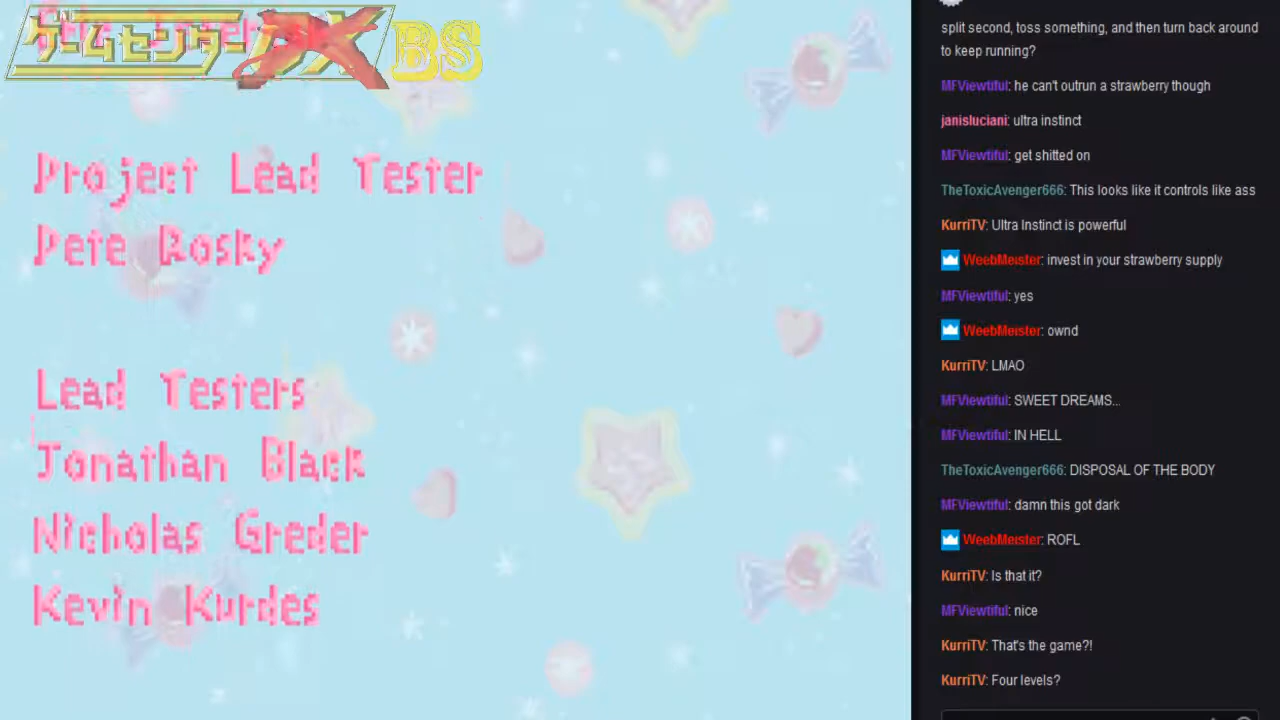 ゲームセンターDX BS
Project Lead Tester
Pete Rosky
Lead Testers
Jonathan Black
Nicholas Greder
Kevin Kurdes
split second, toss something, and then turn back around
to keep running?
MFViewtiful: he can't outrun a strawberry though
janisluciani: ultra instinct
MFViewtiful: get shitted on
TheToxicAvenger666: This looks like it controls like ass
KurriTV: Ultra Instinct is powerful
WeebMeister: invest in your strawberry supply
MFViewtiful: yes
WeebMeister: ownd
KurriTV: LMAO
MFViewtiful: SWEET DREAMS...
MFViewtiful: IN HELL
TheToxicAvenger666: DISPOSAL OF THE BODY
MFViewtiful: damn this got dark
WeebMeister: ROFL
KurriTV: Is that it?
MFViewtiful: nice
KurriTV: That's the game?!
KurriTV: Four levels?